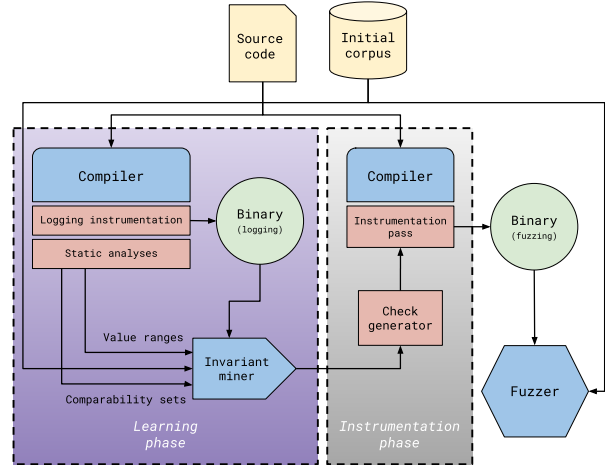 Source
code
Initial
corpus
Compiler
Logging instrumentation
Static analyses
Binary
(logging)
Value ranges
Comparability sets
Invariant
miner
Learning
phase
Compiler
Instrumentation
pass
Check
generator
Instrumentation
phase
Binary
(fuzzing)
Fuzzer